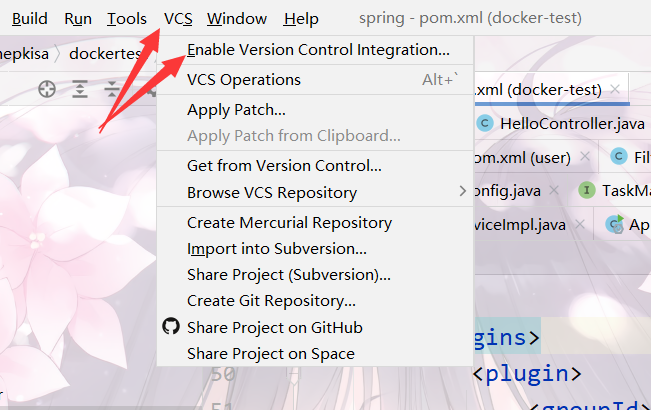 Build Run Tools VCS Window Help spring - pom.xml (docker-test)
nepkisa dockertes
Enable Version Control Integration...
VCS Operations Alt+`
.xml (docker-test)
Apply Patch...
HelloController.java
Apply Patch from Clipboard...
om.xml (user) Fil
Get from Version Control...
Browse VCS Repository
onfig.java TaskMa
Create Mercurial Repository
viceImpl.java Ap
Import into Subversion...
Share Project (Subversion)...
Create Git Repository...
Share Project on GitHub
gins>
Share Project on Space
50 <plugin>
51 <groupId>